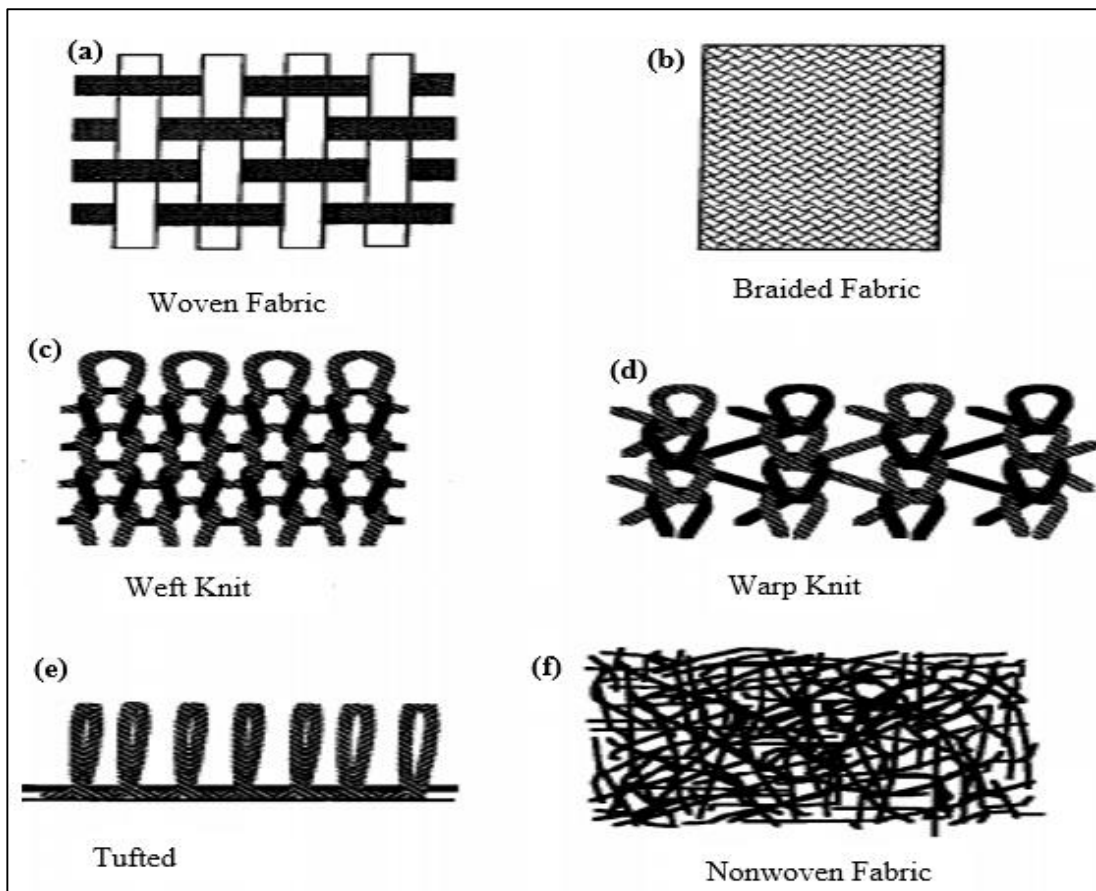 (a)
Woven Fabric
(b)
Braided Fabric
(c)
Weft Knit
(d)
Warp Knit
(e)
Tufted
(f)
Nonwoven Fabric